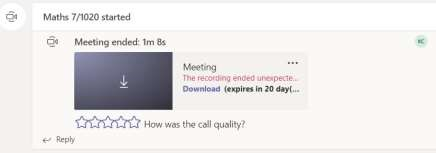 Maths 7/1020 started
Meeting ended: 1m 8s
KC
Meeting
...
The recording ended unexpecte...
Download (expires in 20 day(...
How was the call quality?
Reply